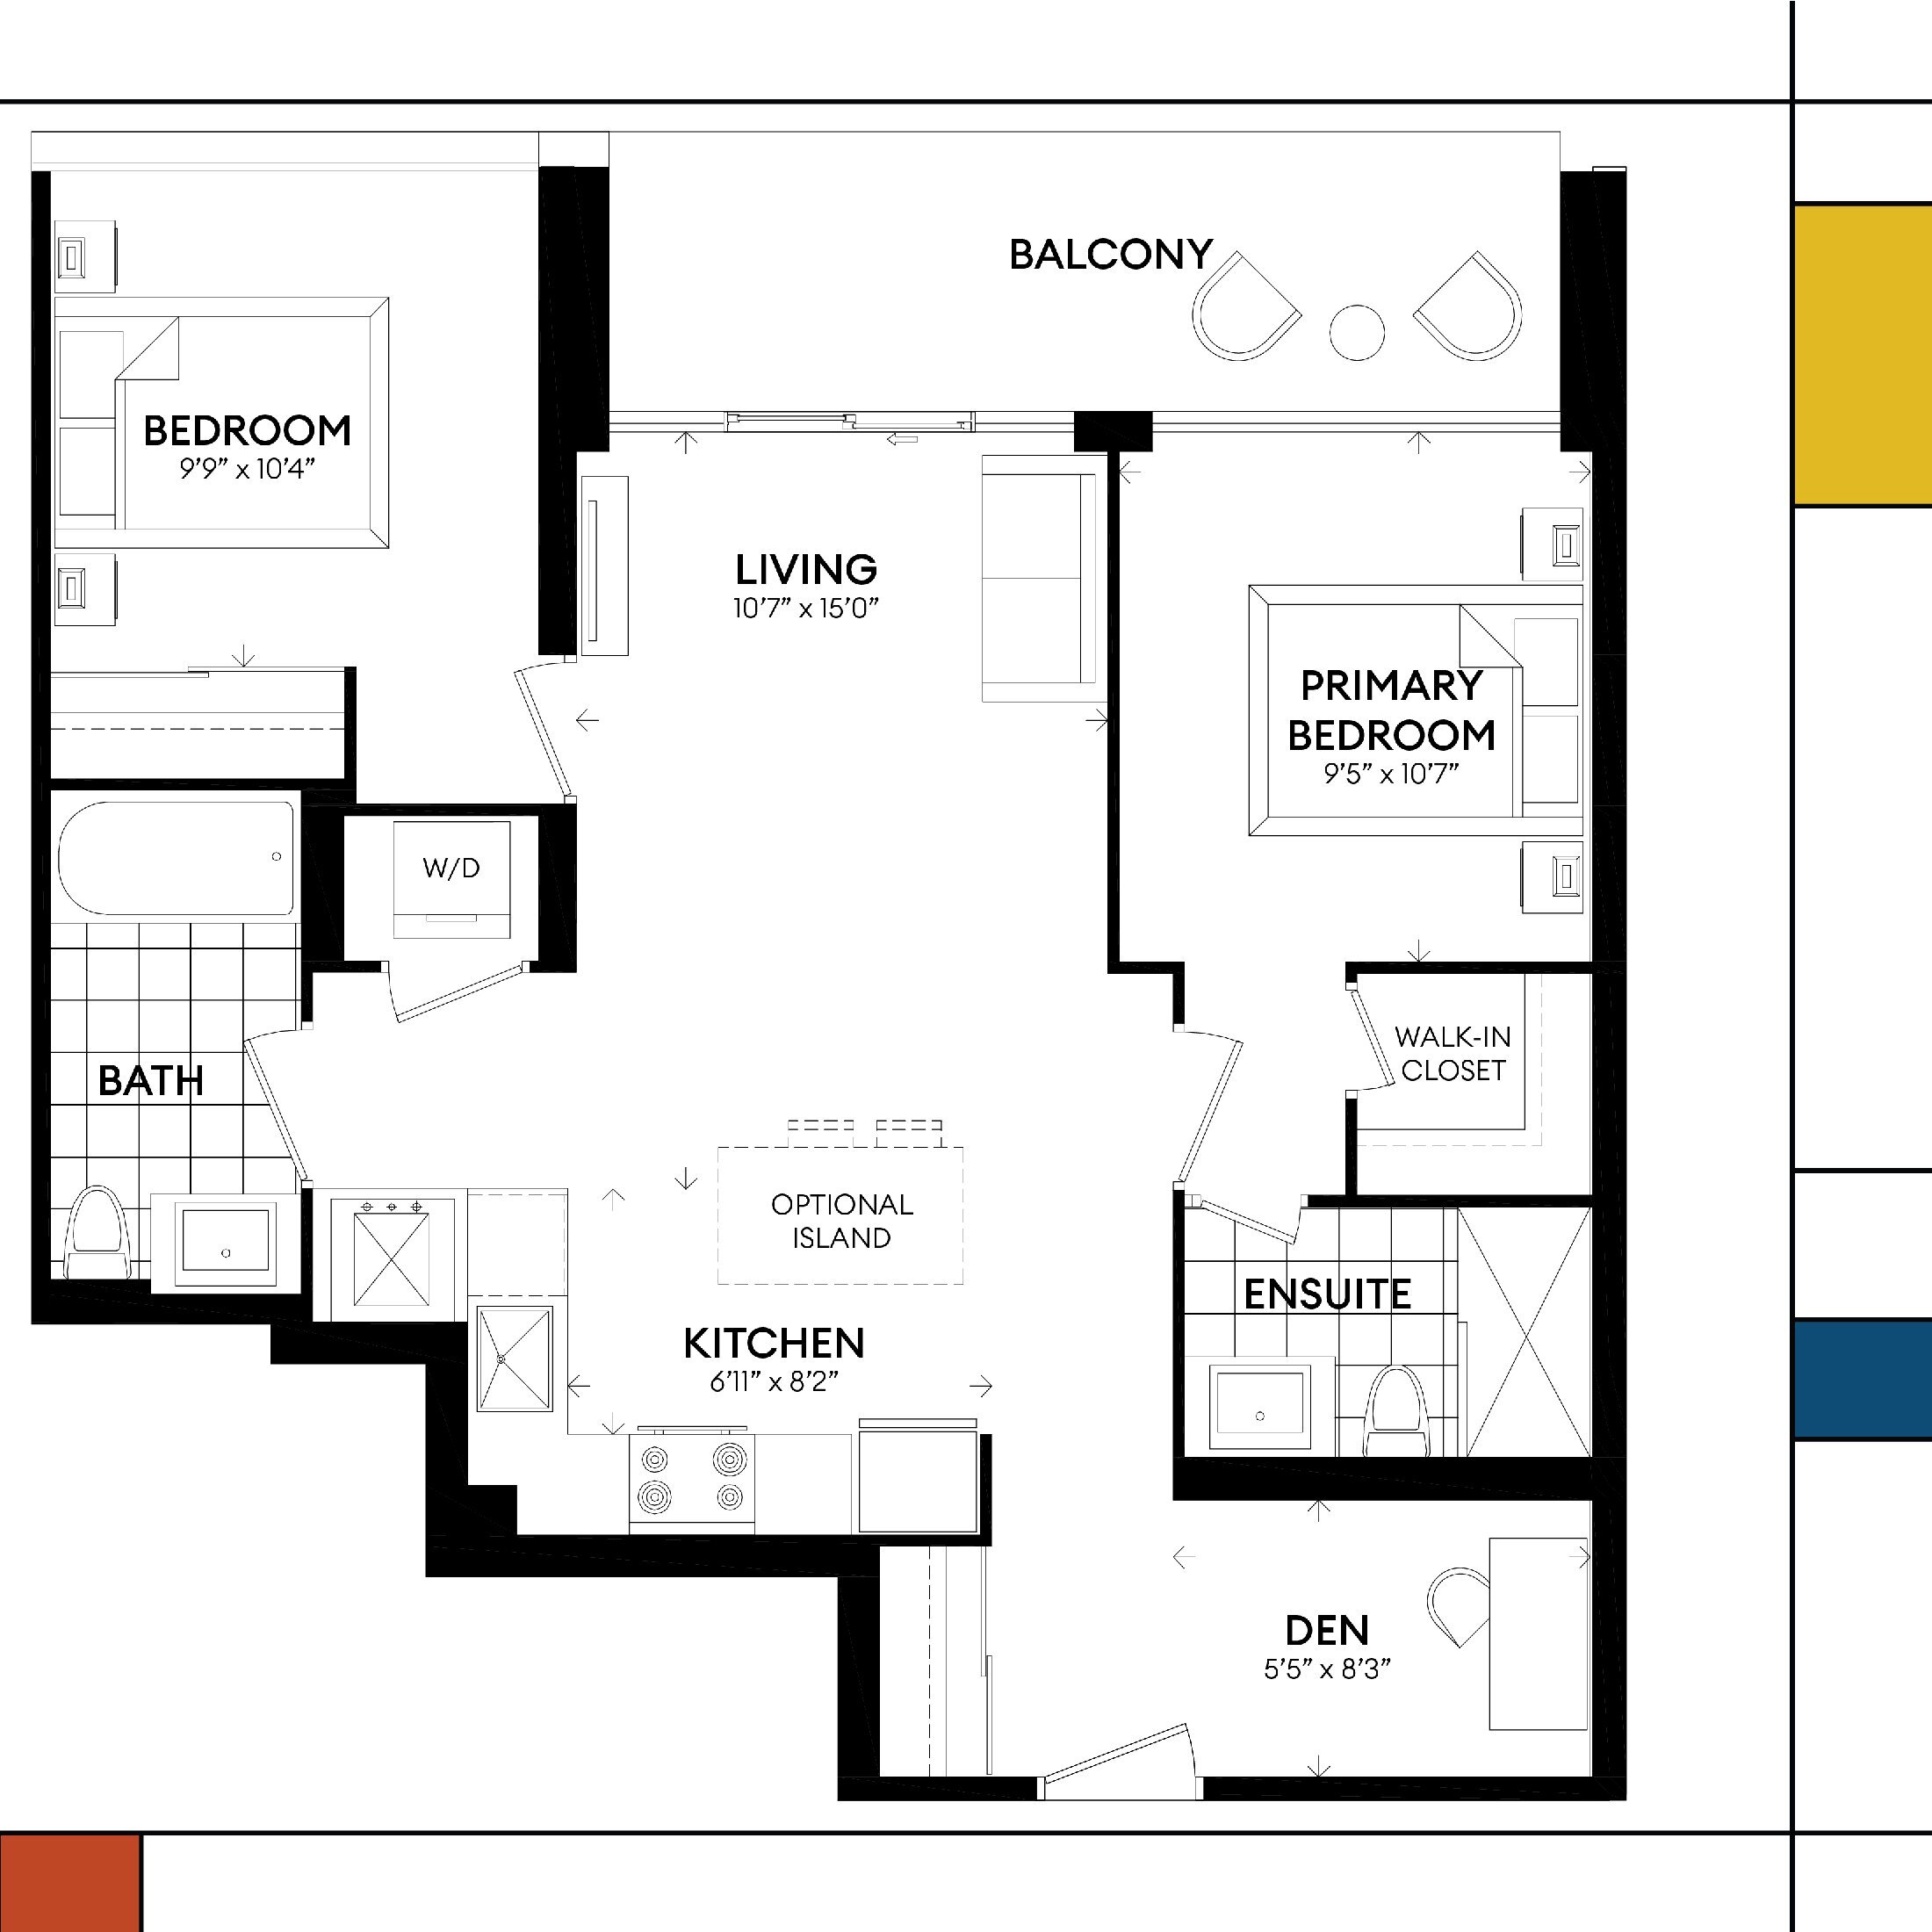 BALCONY
BEDROOM
9’9” x 10’4”
LIVING
10’7” x 15’0”
PRIMARY
BEDROOM
9’5” x 10’7”
W/D
WALK-IN
CLOSET
BATH
OPTIONAL
ISLAND
ENSUITE
KITCHEN
6’11” x 8’2”
DEN
5’5” x 8’3”